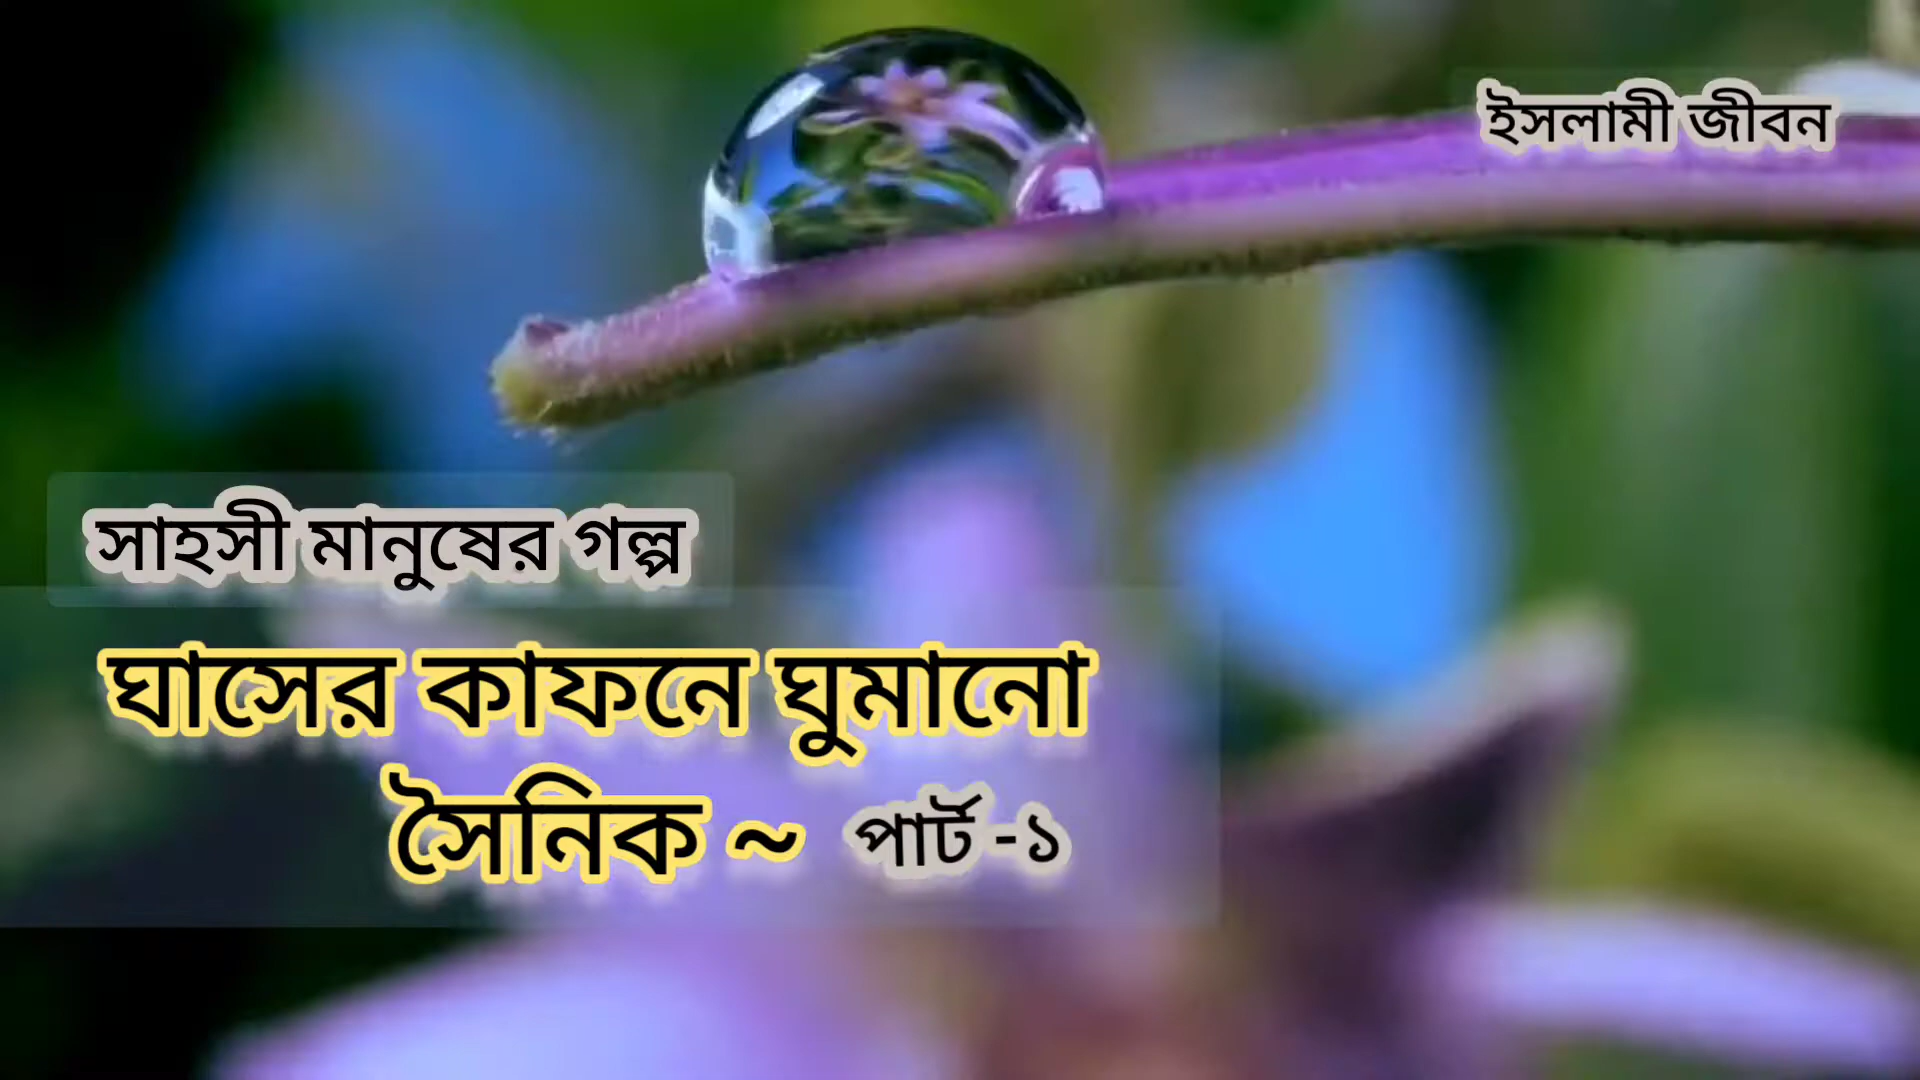 ইসলামী জীবন
সাহসী মানুষের গল্প
ঘাসের কাফনে ঘুমানো
সৈনিক ~ পার্ট -১